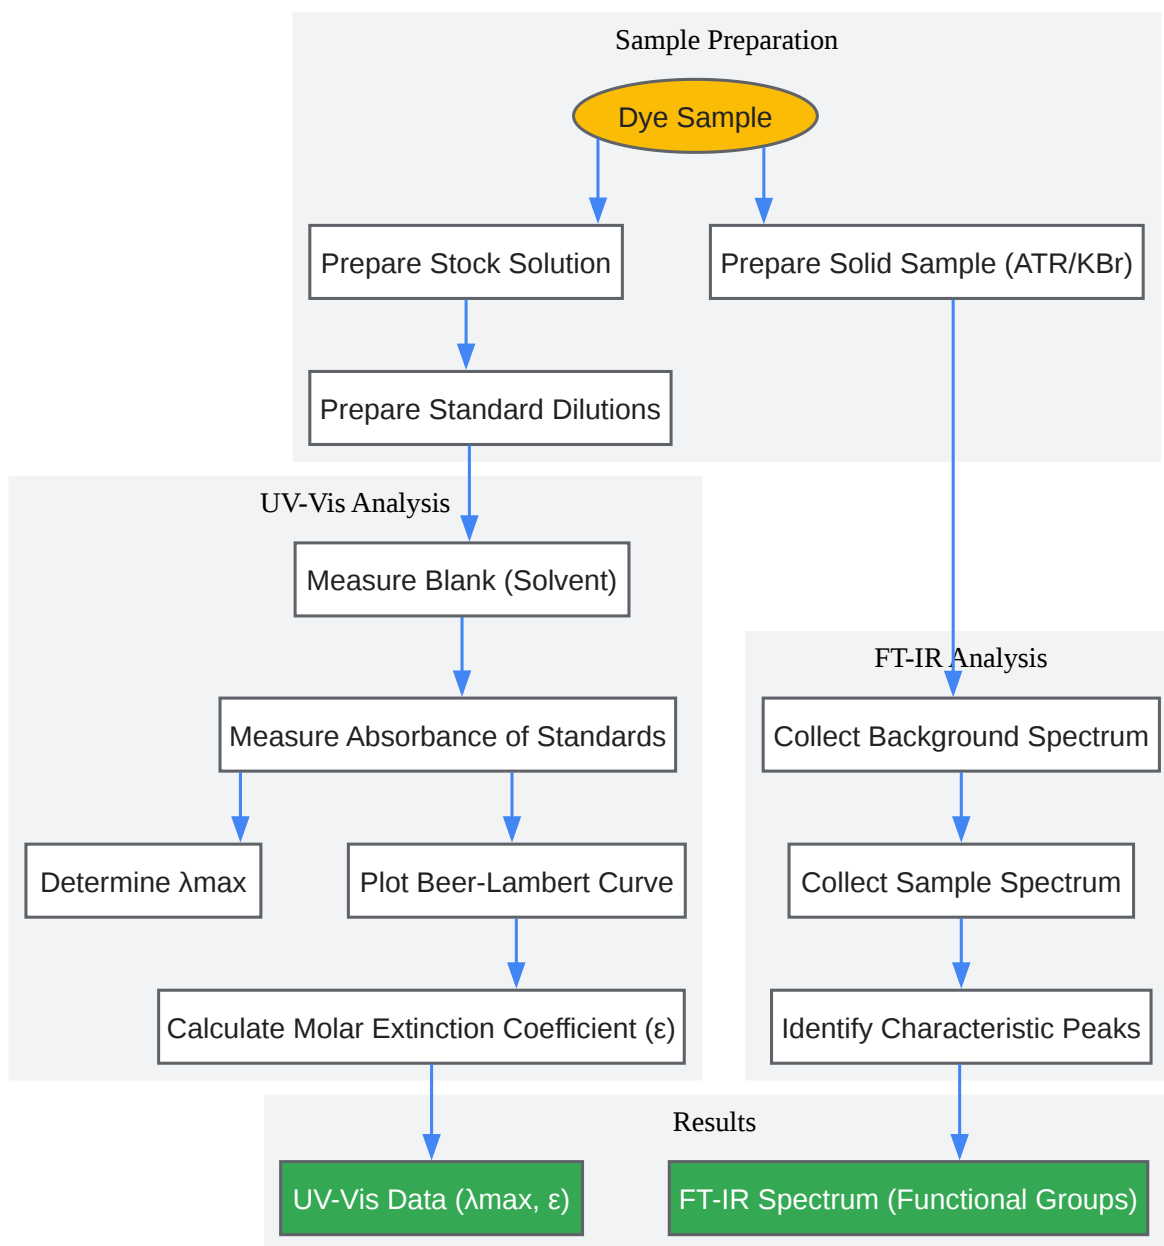 Sample Preparation
Dye Sample
Prepare Stock Solution
Prepare Solid Sample (ATR/KBr)
Prepare Standard Dilutions
UV-Vis Analysis
Measure Blank (Solvent)
FT-IR Analysis
Measure Absorbance of Standards
Collect Background Spectrum
Determine λmax
Plot Beer-Lambert Curve
Collect Sample Spectrum
Calculate Molar Extinction Coefficient (ε)
Identify Characteristic Peaks
Results
UV-Vis Data (λmax, ε)
FT-IR Spectrum (Functional Groups)